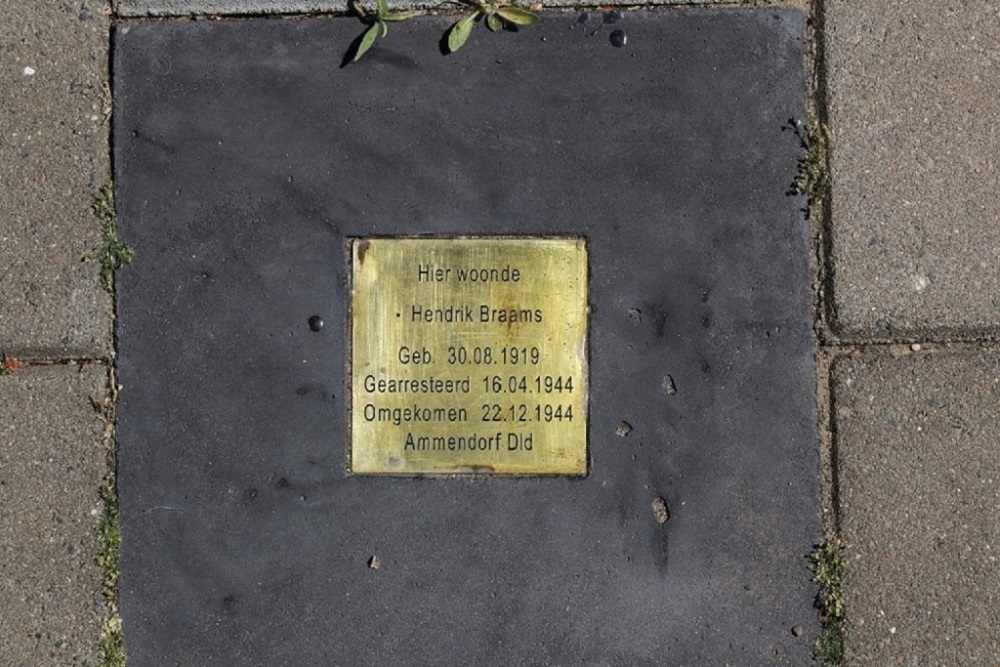 Hier woonde
Hendrik Braams
Geb. 30.08.1919
Gearresteerd 16.04.1944
Omgekomen 22.12.1944
Ammendorf Dld